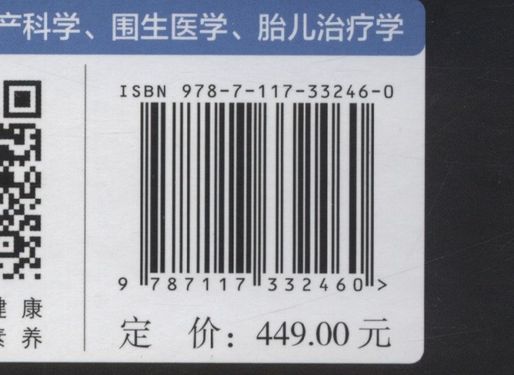 产科学、围生医学、胎儿治疗学
ISBN 978-7-117-33246-0
9 787117 332460 >
健 康
素 养
定 价：449.00 元